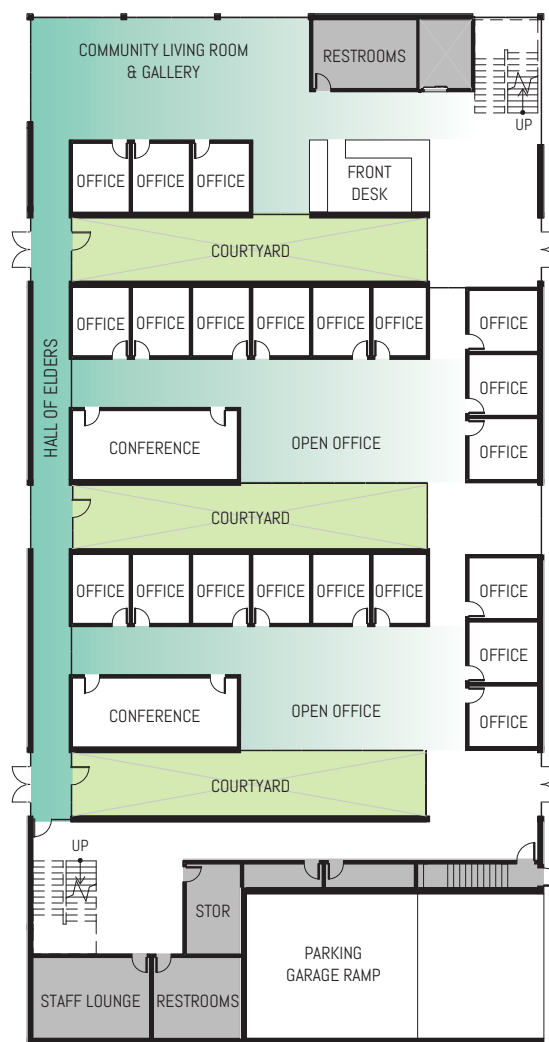 COMMUNITY LIVING ROOM
& GALLERY
RESTROOMS
UP
OFFICE
OFFICE
OFFICE
FRONT
DESK
COURTYARD
OFFICE
OFFICE
OFFICE
OFFICE
OFFICE
OFFICE
OFFICE
OFFICE
HALL OF ELDERS
CONFERENCE
OPEN OFFICE
OFFICE
COURTYARD
OFFICE
OFFICE
OFFICE
OFFICE
OFFICE
OFFICE
OFFICE
OFFICE
CONFERENCE
OPEN OFFICE
OFFICE
COURTYARD
UP
STOR
PARKING
GARAGE RAMP
STAFF LOUNGE
RESTROOMS